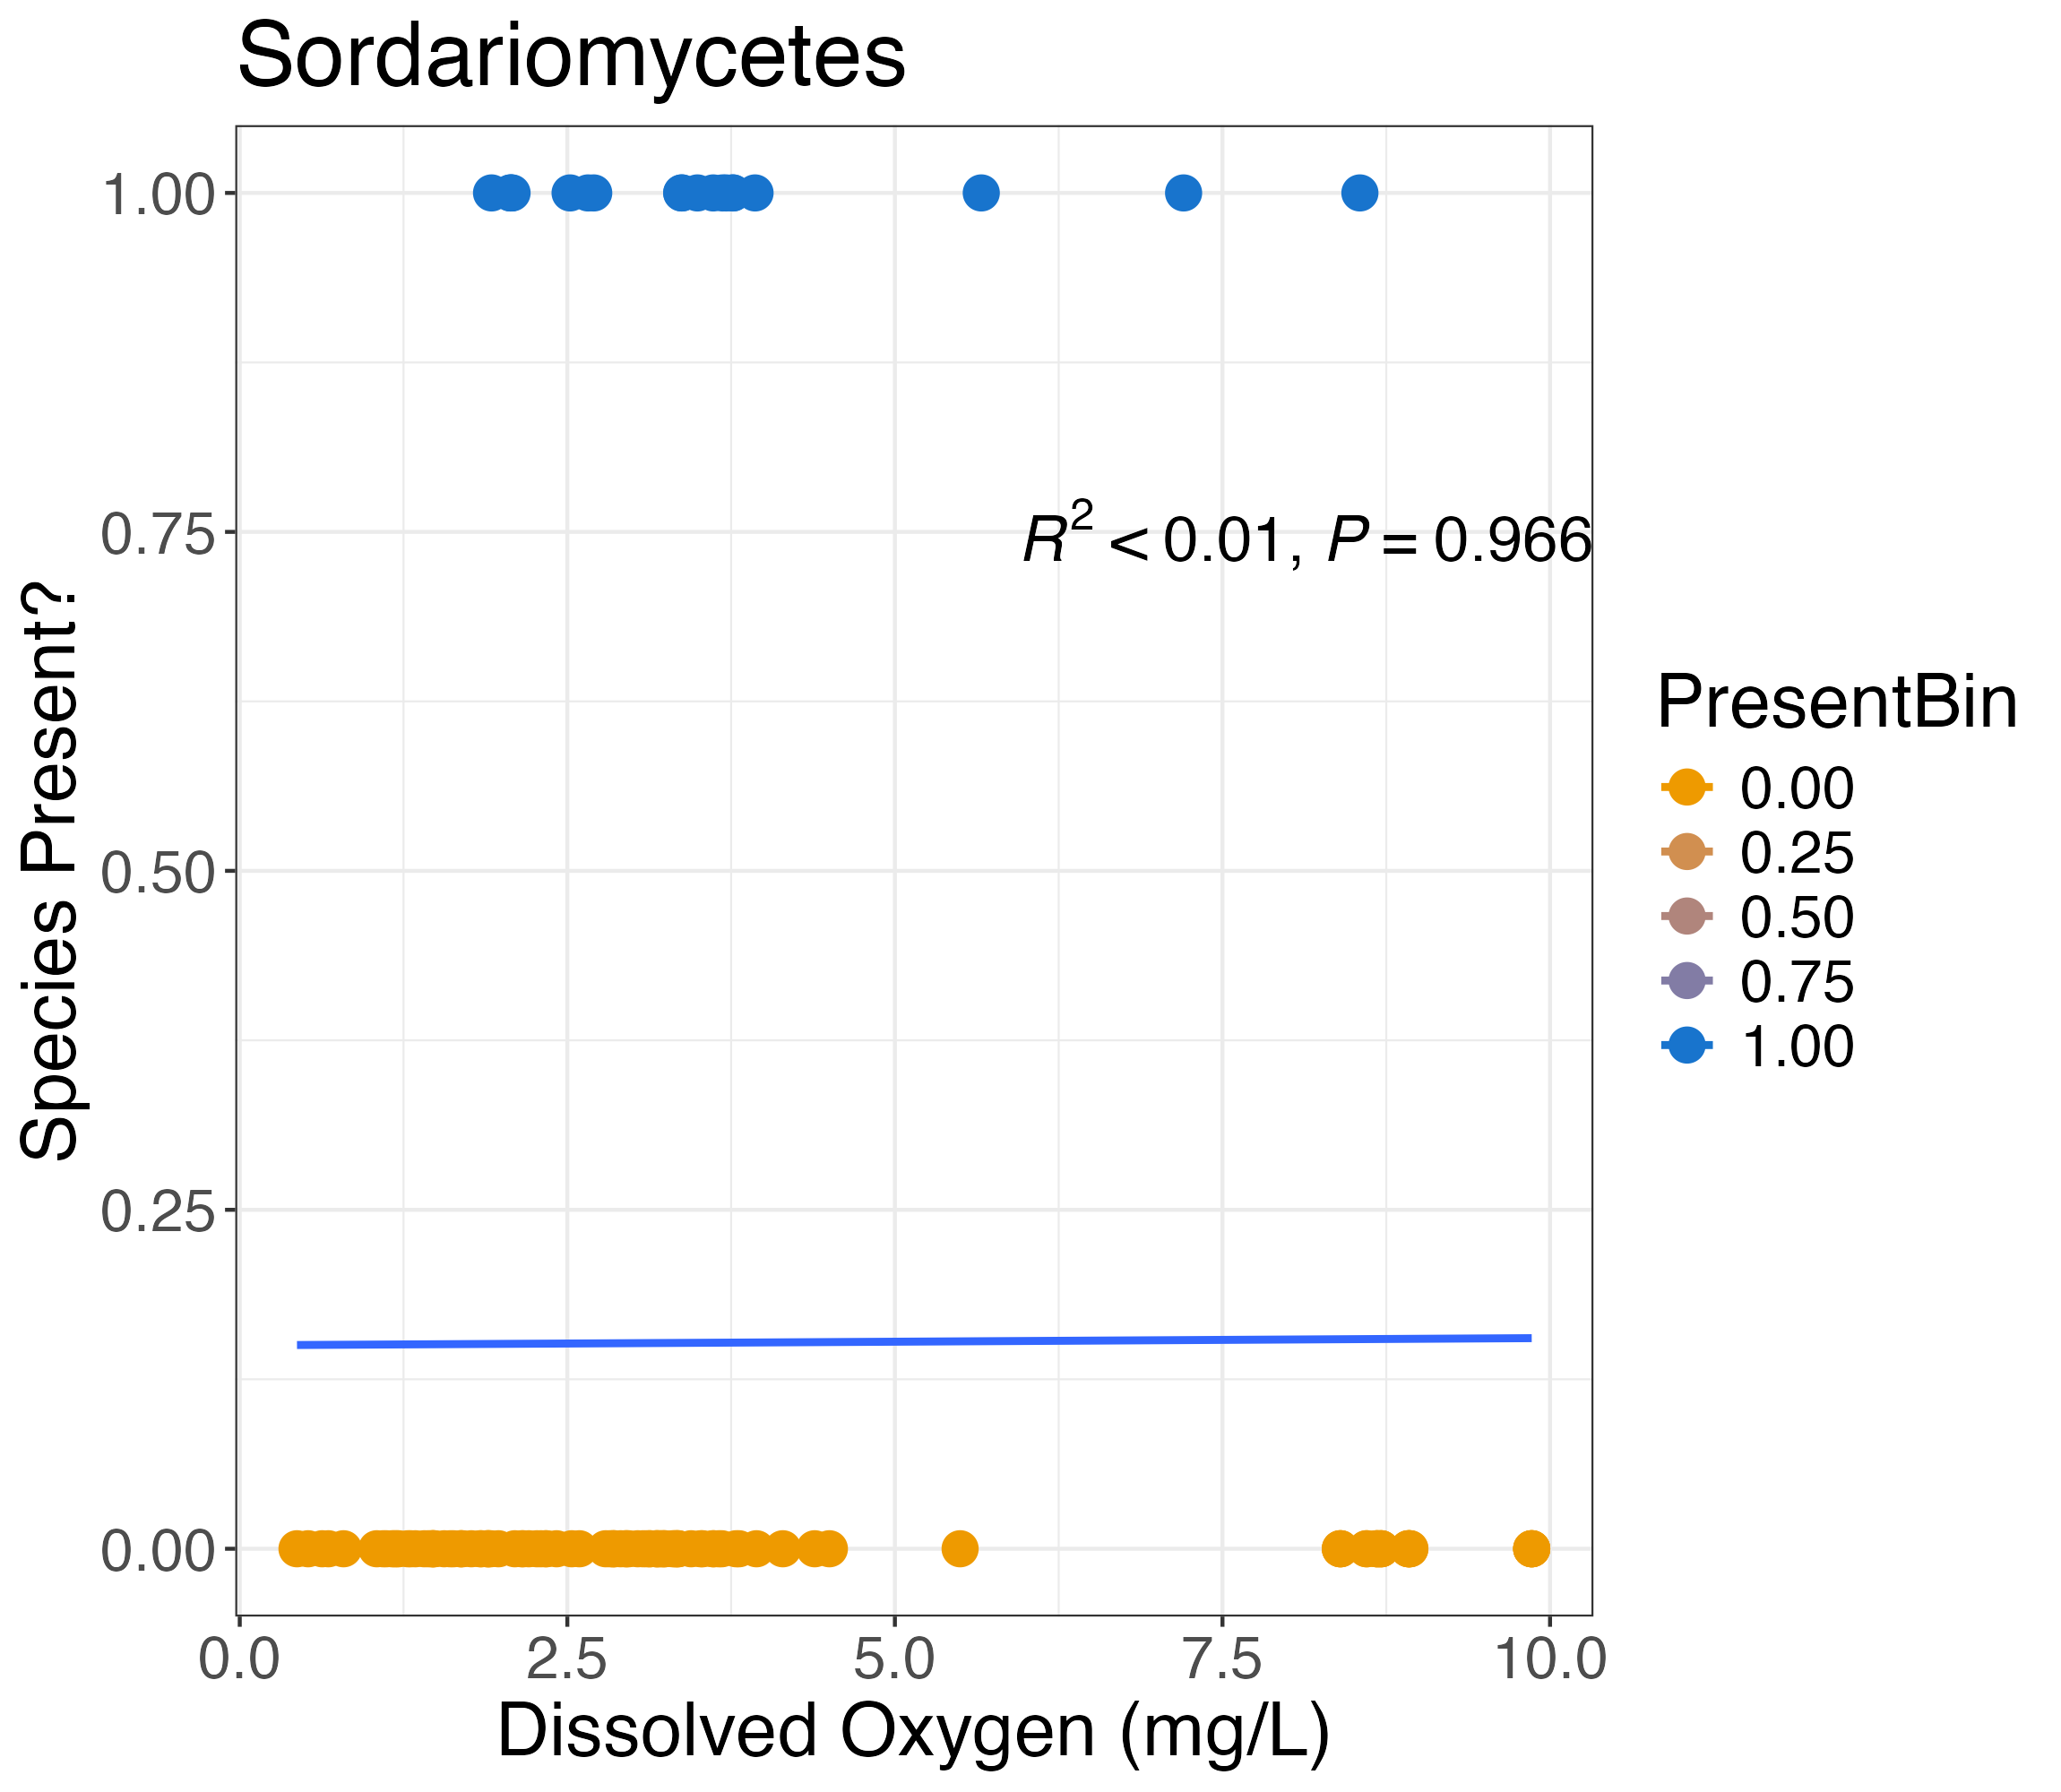 Sordariomycetes
1.00
0.75
0.50
0.25
0.00
Species Present?
R² < 0.01, P = 0.966
0.0 2.5 5.0 7.5 10.0
Dissolved Oxygen (mg/L)
PresentBin
0.00
0.25
0.50
0.75
1.00